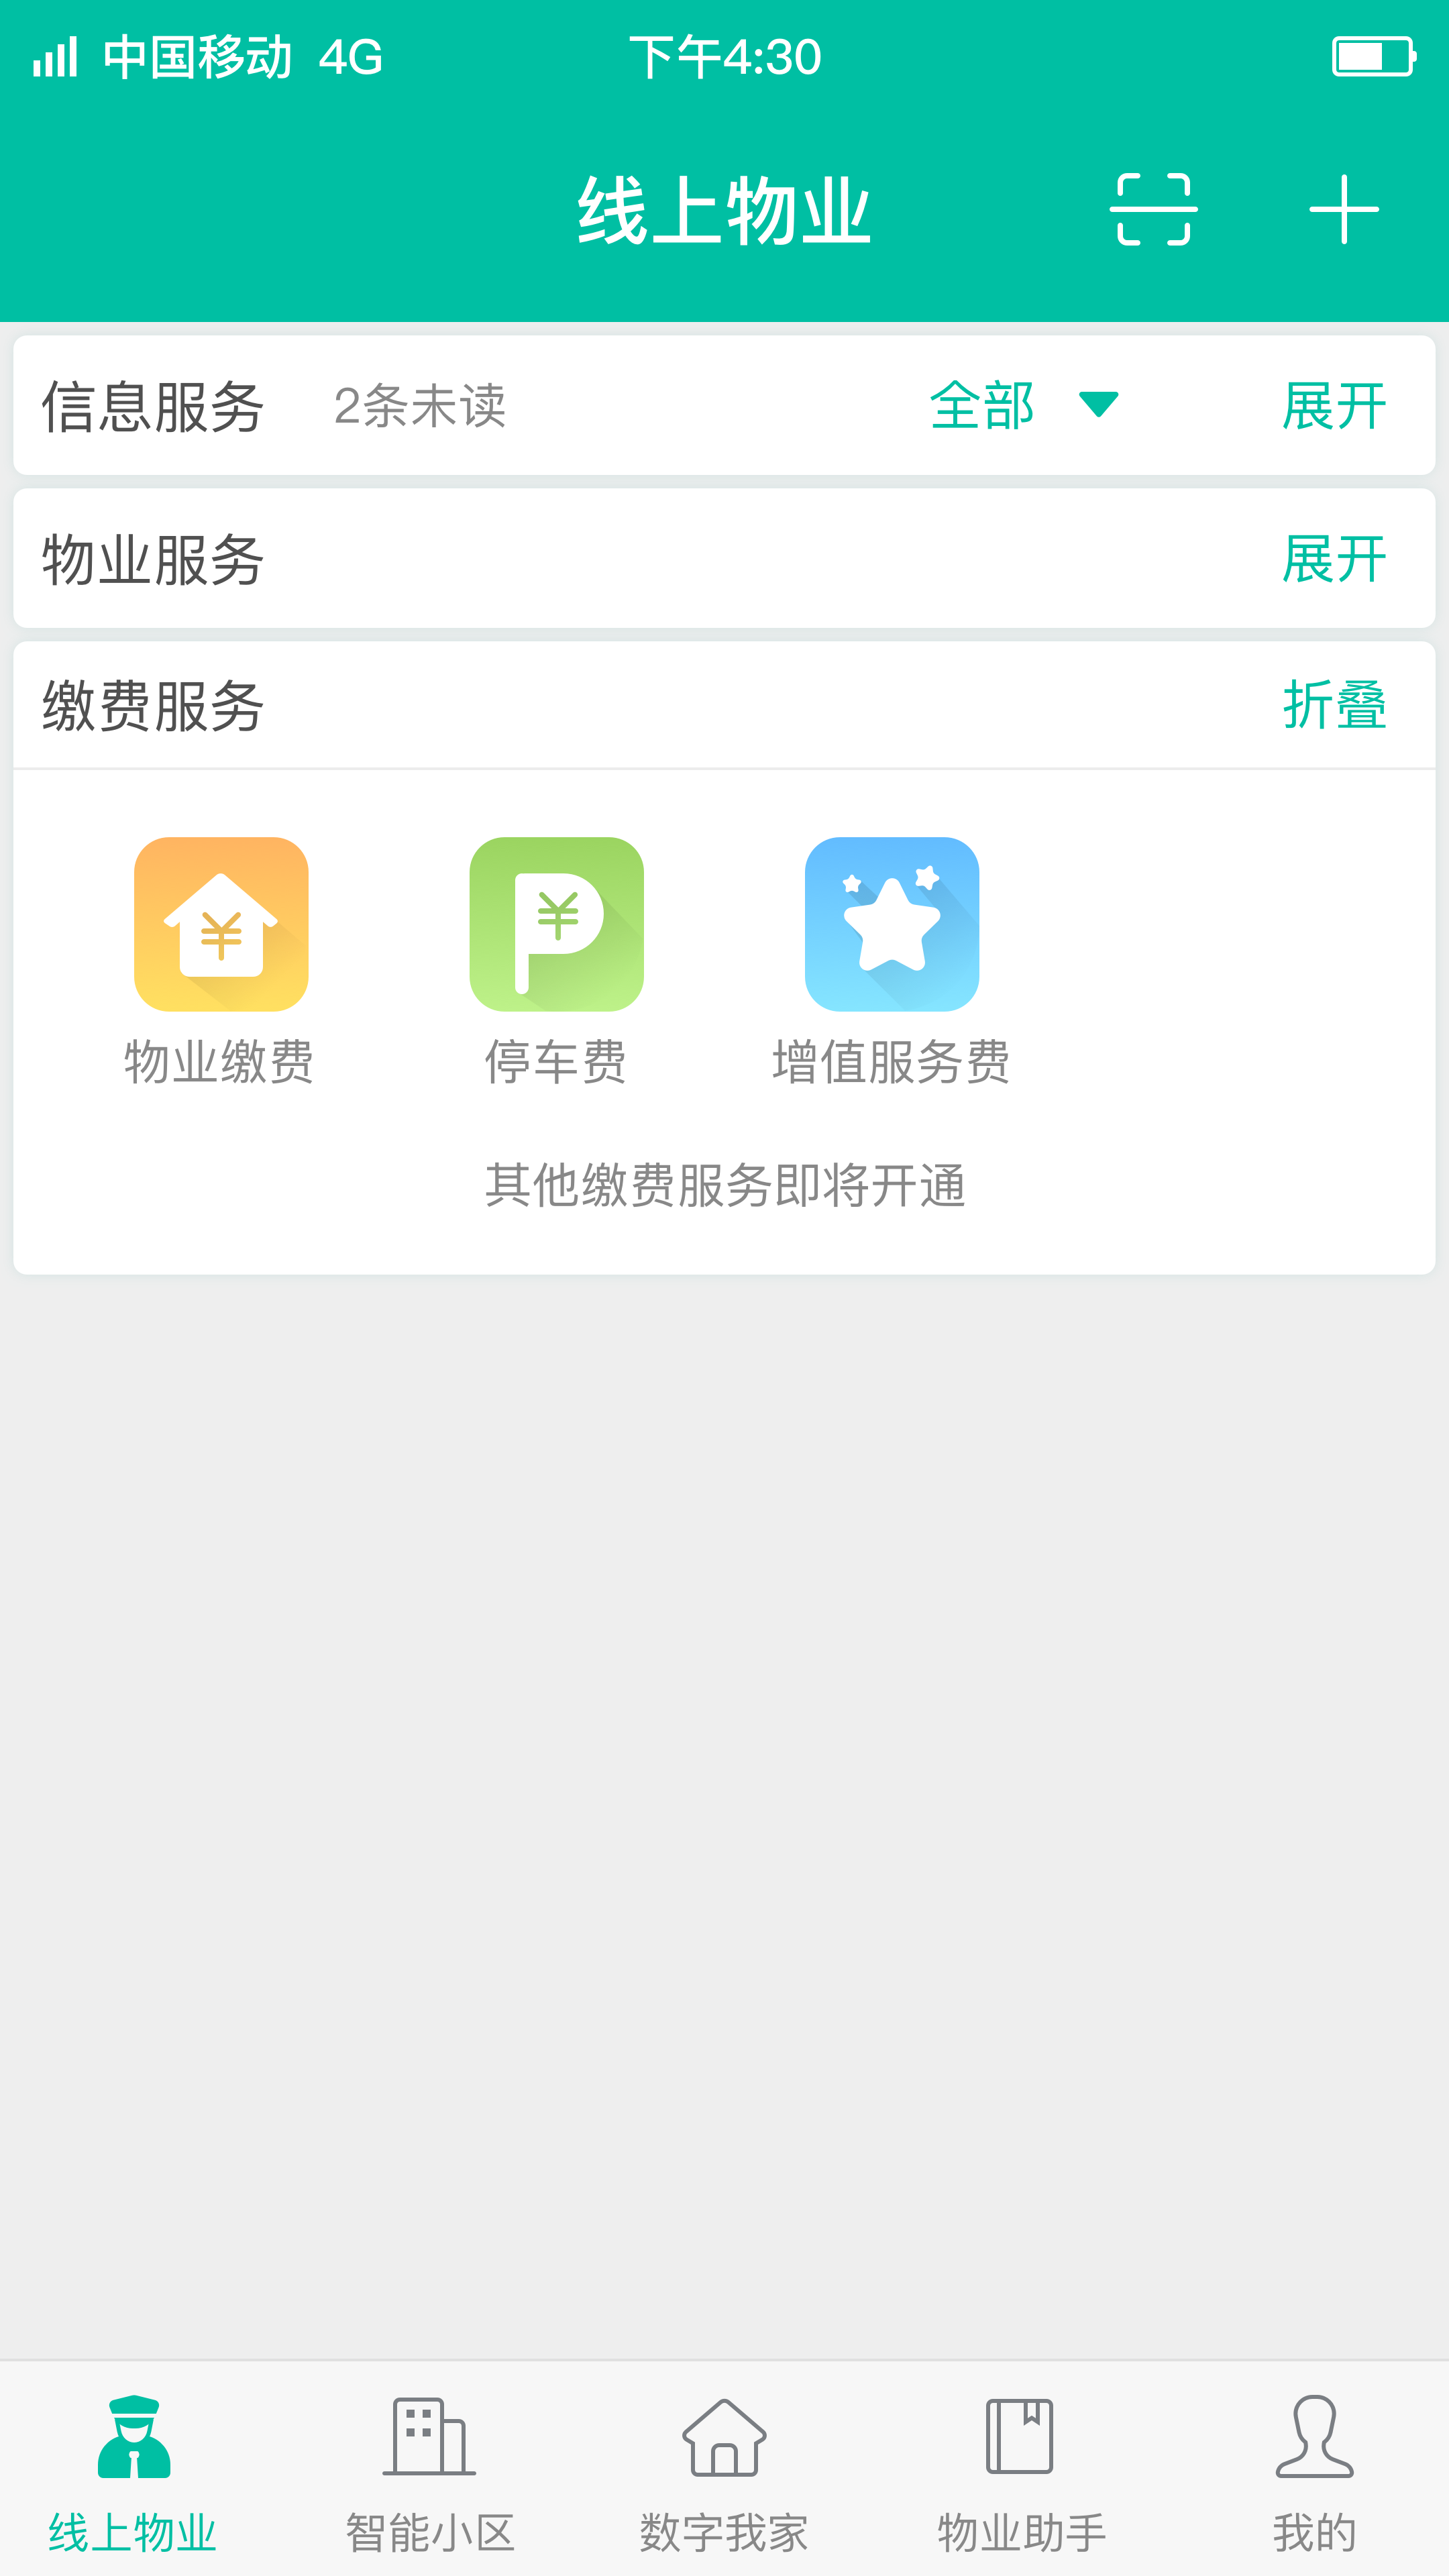 中国移动 4G 下午4:30
线上物业
信息服务 2条未读 全部 展开
物业服务 展开
缴费服务 折叠
物业缴费 停车费 增值服务费
其他缴费服务即将开通
线上物业 智能小区 数字我家 物业助手 我的